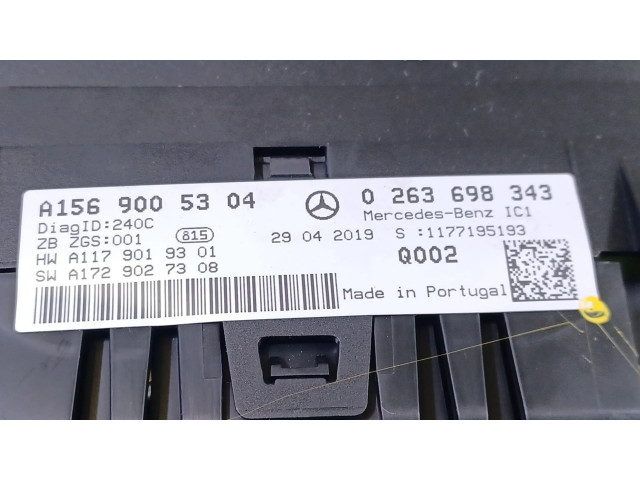 A156 900 53 04
0 263 698 343
DiagID:240C
Mercedes-Benz IC1
ZB ZGS:001
815
29 04 2019
S :1177195193
HW A117 901 93 01
Q002
SW A172 902 73 08
Made in Portugal